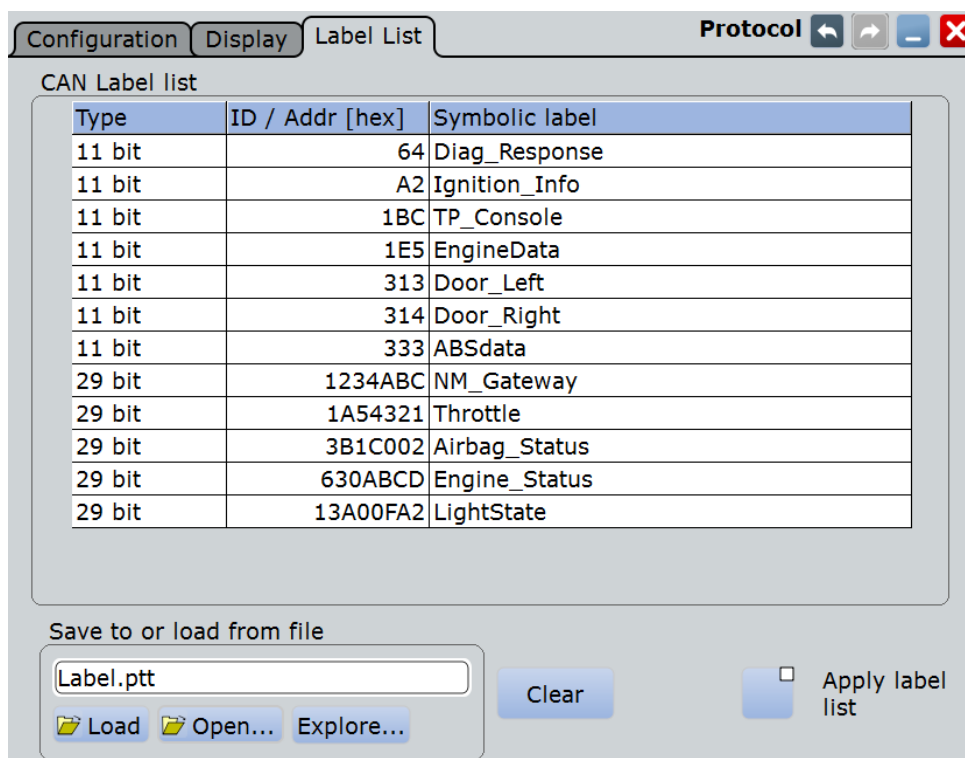 Configuration Display Label List Protocol
CAN Label list
Type ID / Addr [hex] Symbolic label
11 bit 64 Diag_Response
11 bit A2 Ignition_Info
11 bit 1BC TP_Console
11 bit 1E5 EngineData
11 bit 313 Door_Left
11 bit 314 Door_Right
11 bit 333 ABSdata
29 bit 1234ABC NM_Gateway
29 bit 1A54321 Throttle
29 bit 3B1C002 Airbag_Status
29 bit 630ABCD Engine_Status
29 bit 13A00FA2 LightState
Save to or load from file
Label.ptt
Load Open... Explore...
Clear
Apply label
list